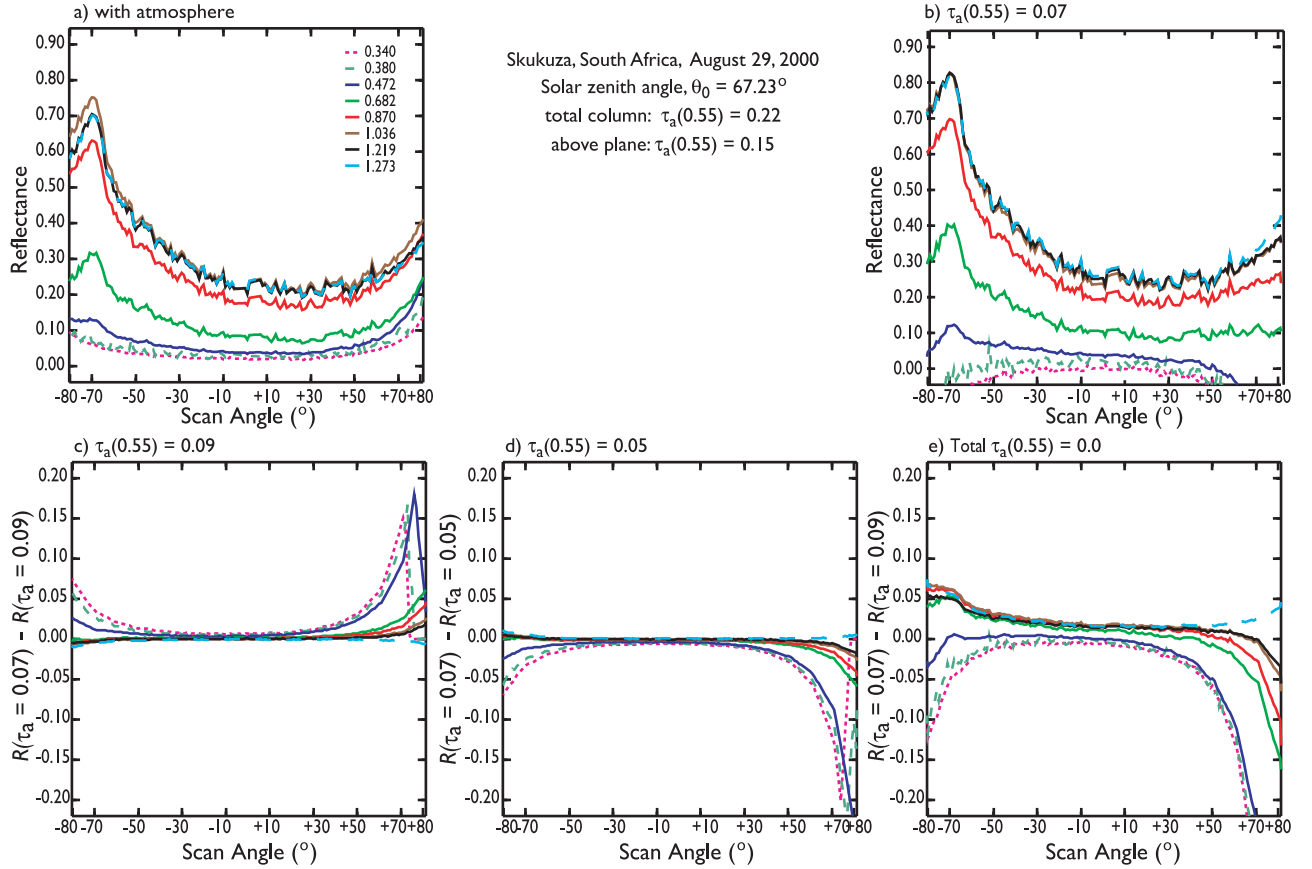 a) with atmosphere
Reflectance
0.90
0.80
0.70
0.60
0.50
0.40
0.30
0.20
0.10
0.00
0.340
0.380
0.472
0.682
0.870
1.036
1.219
1.273
-80 -70 -50 -30 -10 +10 +30 +50 +70 +80
Scan Angle (°)
Skukuza, South Africa, August 29, 2000
Solar zenith angle, θ₀ = 67.23°
total column: τₐ(0.55) = 0.22
above plane: τₐ(0.55) = 0.15
b) τₐ(0.55) = 0.07
Reflectance
0.90
0.80
0.70
0.60
0.50
0.40
0.30
0.20
0.10
0.00
-80 -70 -50 -30 -10 +10 +30 +50 +70 +80
Scan Angle (°)
c) τₐ(0.55) = 0.09
R(τₐ = 0.07) - R(τₐ = 0.09)
0.20
0.15
0.10
0.05
0.00
-0.05
-0.10
-0.15
-0.20
-80 -70 -50 -30 -10 +10 +30 +50 +70 +80
Scan Angle (°)
d) τₐ(0.55) = 0.05
R(τₐ = 0.07) - R(τₐ = 0.05)
0.20
0.15
0.10
0.05
0.00
-0.05
-0.10
-0.15
-0.20
-80 -70 -50 -30 -10 +10 +30 +50 +70 +80
Scan Angle (°)
e) Total τₐ(0.55) = 0.0
R(τₐ = 0.07) - R(τₐ = 0.09)
0.20
0.15
0.10
0.05
0.00
-0.05
-0.10
-0.15
-0.20
-80 -70 -50 -30 -10 +10 +30 +50 +70 +80
Scan Angle (°)